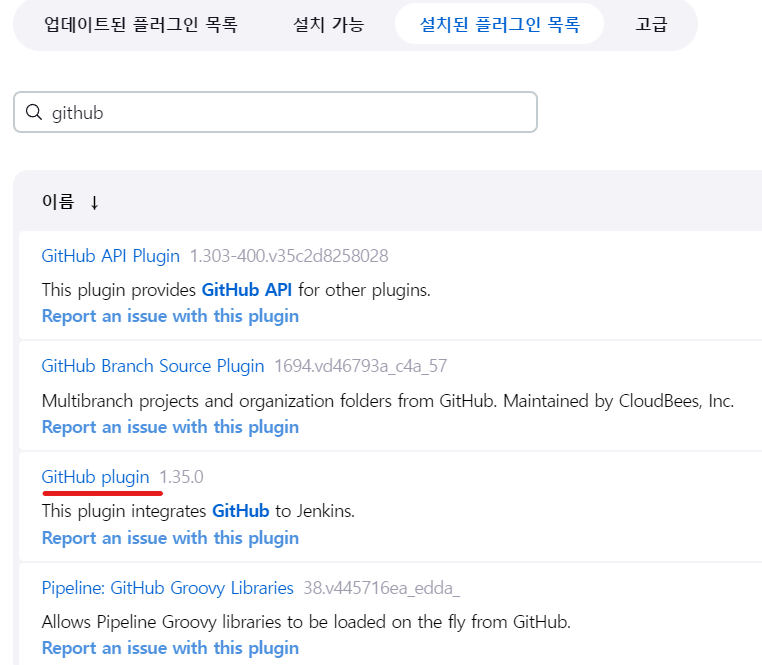 업데이트된 플러그인 목록 설치 가능 설치된 플러그인 목록 고급
github
이름 ↓
GitHub API Plugin 1.303-400.v35c2d8258028
This plugin provides GitHub API for other plugins.
Report an issue with this plugin
GitHub Branch Source Plugin 1694.vd46793a_c4a_57
Multibranch projects and organization folders from GitHub. Maintained by CloudBees, Inc.
Report an issue with this plugin
GitHub plugin 1.35.0
This plugin integrates GitHub to Jenkins.
Report an issue with this plugin
Pipeline: GitHub Groovy Libraries 38.v445716ea_edda_
Allows Pipeline Groovy libraries to be loaded on the fly from GitHub.
Report an issue with this plugin